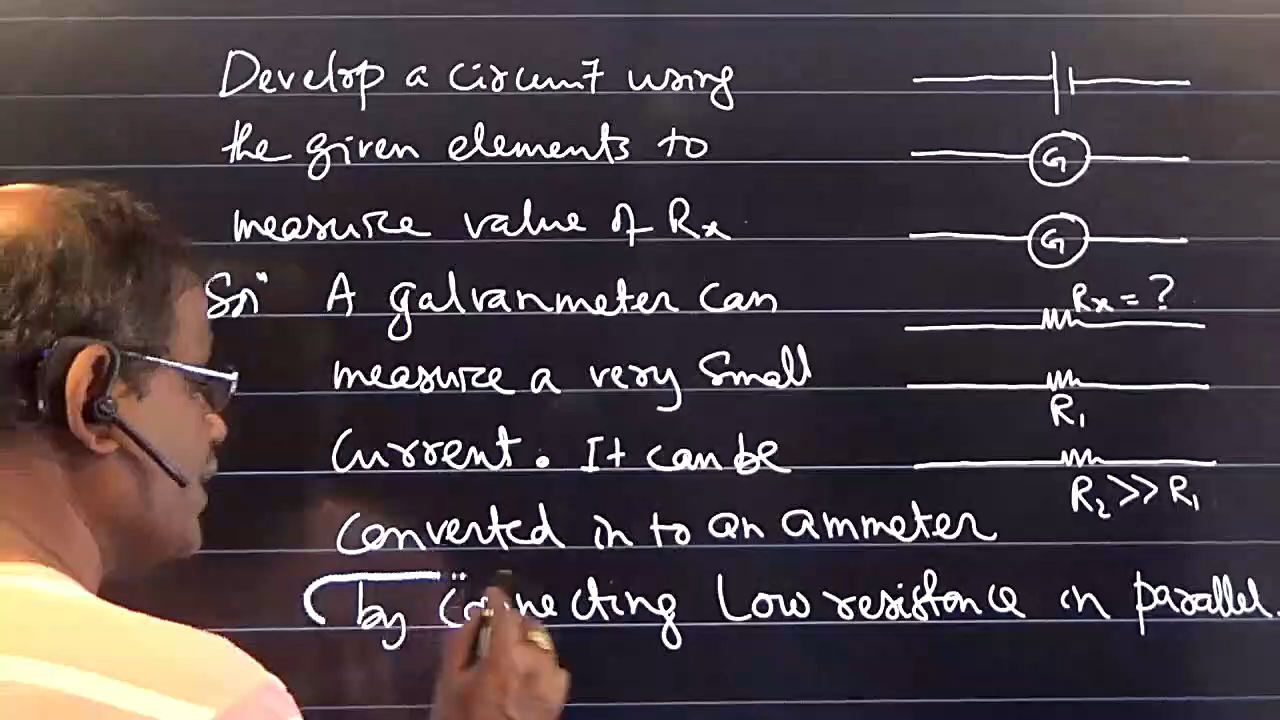 Develop a circuit using
the given elements to
measure value of Rx
Sol" A galvanmeter can
measure a very small
current. It can be
converted in to an ammeter
by connecting low resistance in parallel.
G
G
Rx = ?
R₁
R₂ >> R₁